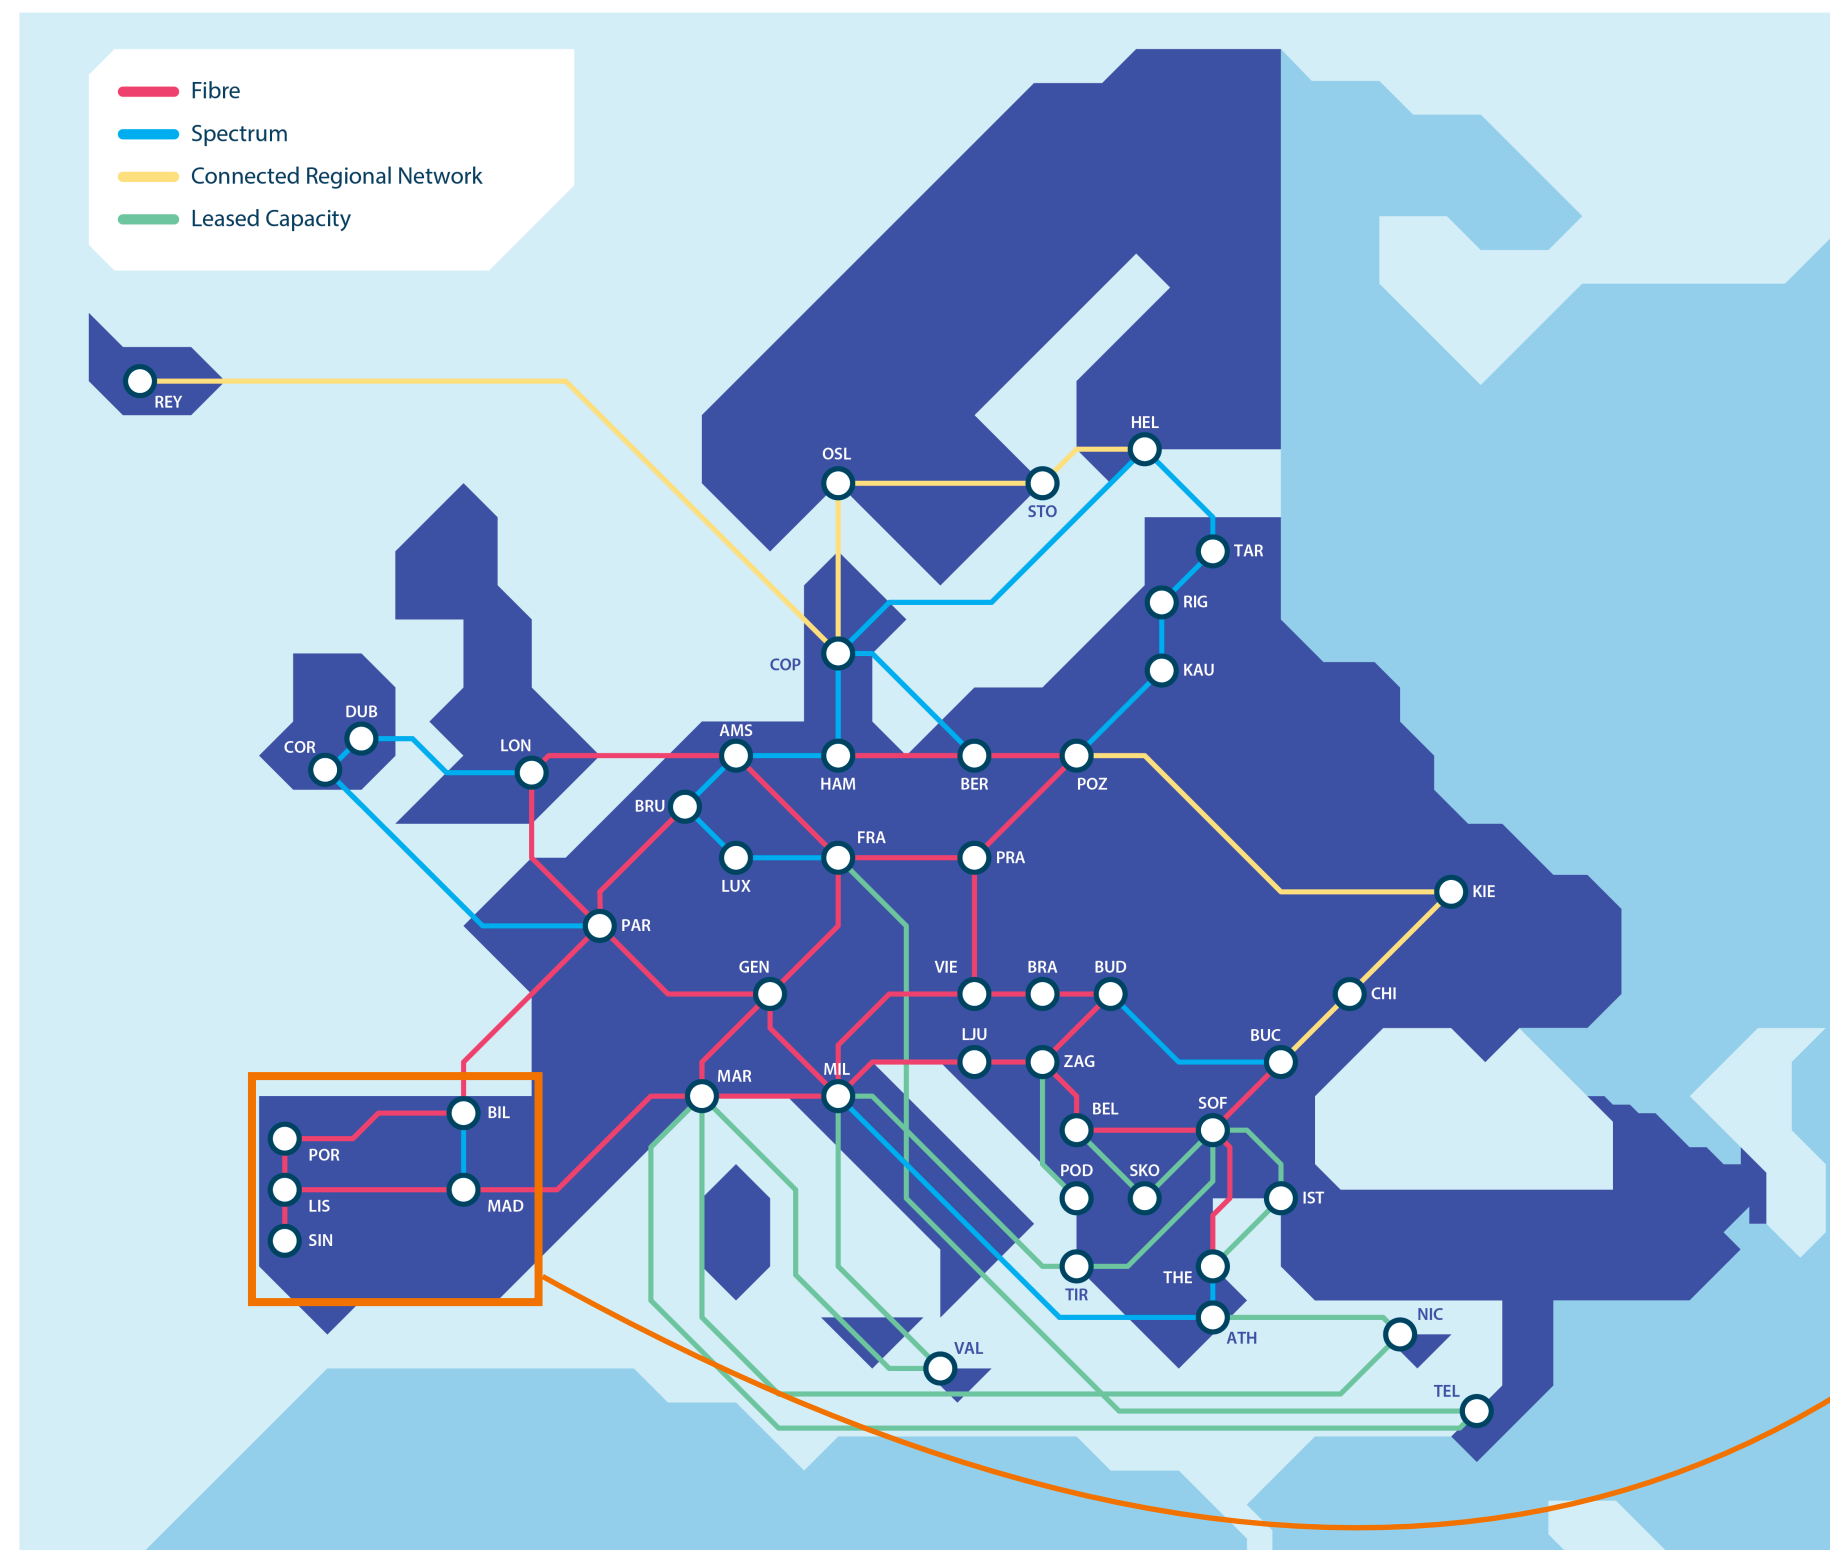 Fibre
Spectrum
Connected Regional Network
Leased Capacity
REY
HEL
OSL
STO
TAR
RIG
COP
KAU
DUB
AMS
COR
LON
HAM
BER
POZ
BRU
FRA
PRA
LUX
KIE
PAR
GEN
VIE
BRA
BUD
CHI
LJU
BUC
ZAG
MAR
MIL
BIL
BEL
SOF
POR
POD
SKO
LIS
MAD
IST
SIN
THE
TIR
NIC
ATH
VAL
TEL